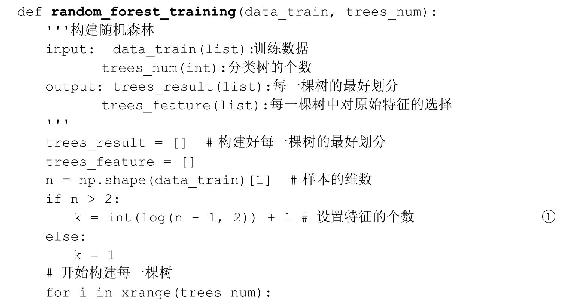 def random_forest_training(data_train, trees_num):
'''构建随机森林
input:  data_train(list):训练数据
trees_num(int):分类树的个数
output: trees_result(list):每一棵树的最好划分
trees_feature(list):每一棵树中对原始特征的选择
'''
trees_result = []  #构建好每一棵树的最好划分
trees_feature = []
n = np.shape(data_train)[1]  #样本的维数
if n > 2:
k = int(log(n - 1, 2)) + 1 # 设置特征的个数 ①
else:
k = 1
# 开始构建每一棵树
for i in xrange(trees_num):